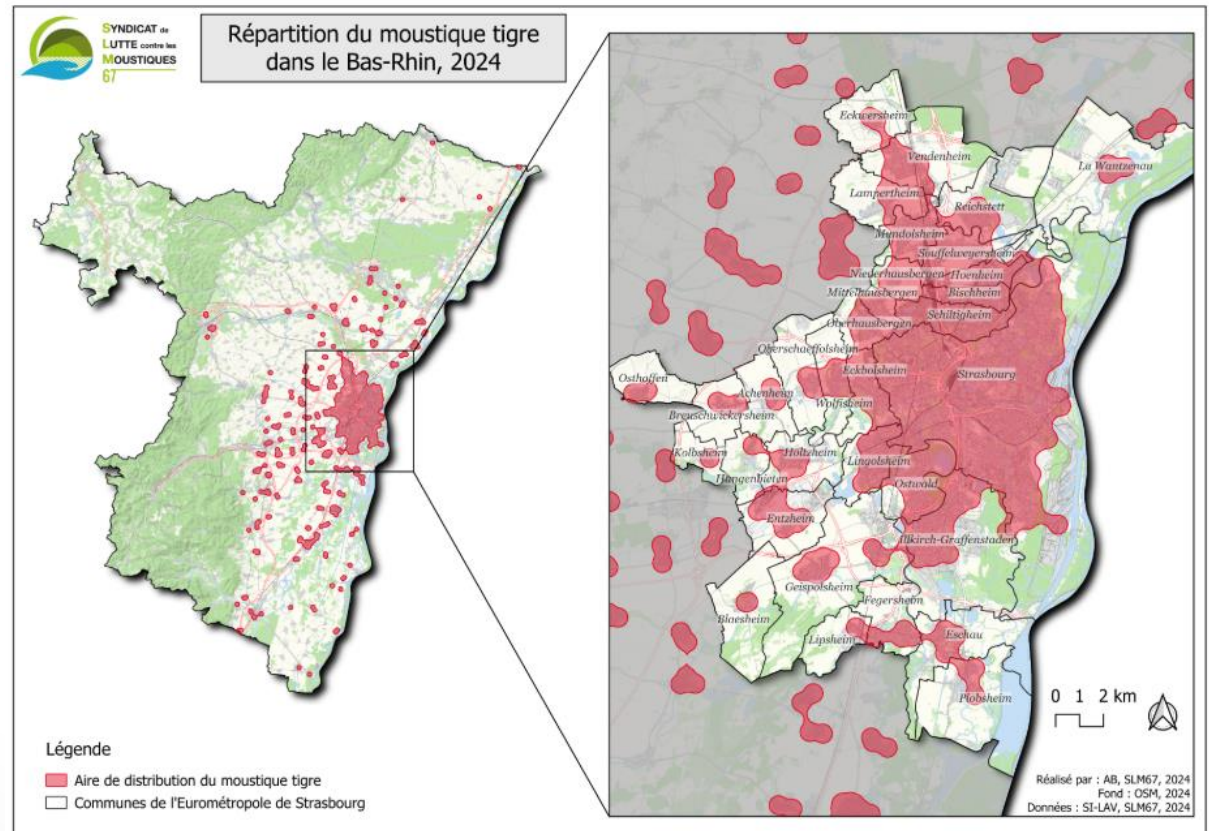 SYNDICAT de
LUTTE contre les
MOUSTIQUES
67
Répartition du moustique tigre
dans le Bas-Rhin, 2024
Eckwersheim
Vendenheim
La Wantzenau
Lampertheim
Reichstett
Mundolsheim
Souffelweyersheim
Niederhausbergen
Hoenheim
Mittelhausbergen
Bischheim
Schiltigheim
Oberhausbergen
Oberschaeffolsheim
Eckbolsheim
Strasbourg
Osthoffen
Achenheim
Breuschwickersheim
Wolfisheim
Kolbsheim
Holtzheim
Lingolsheim
Hangenbieten
Ostwald
Entzheim
Illkirch-Graffenstaden
Geispolsheim
Fegersheim
Blaesheim
Lipsheim
Eschau
Plobsheim
0 1 2 km
Légende
Aire de distribution du moustique tigre
Communes de l'Eurométropole de Strasbourg
Réalisé par : AB, SLM67, 2024
Fond : OSM, 2024
Données : SI-LAV, SLM67, 2024